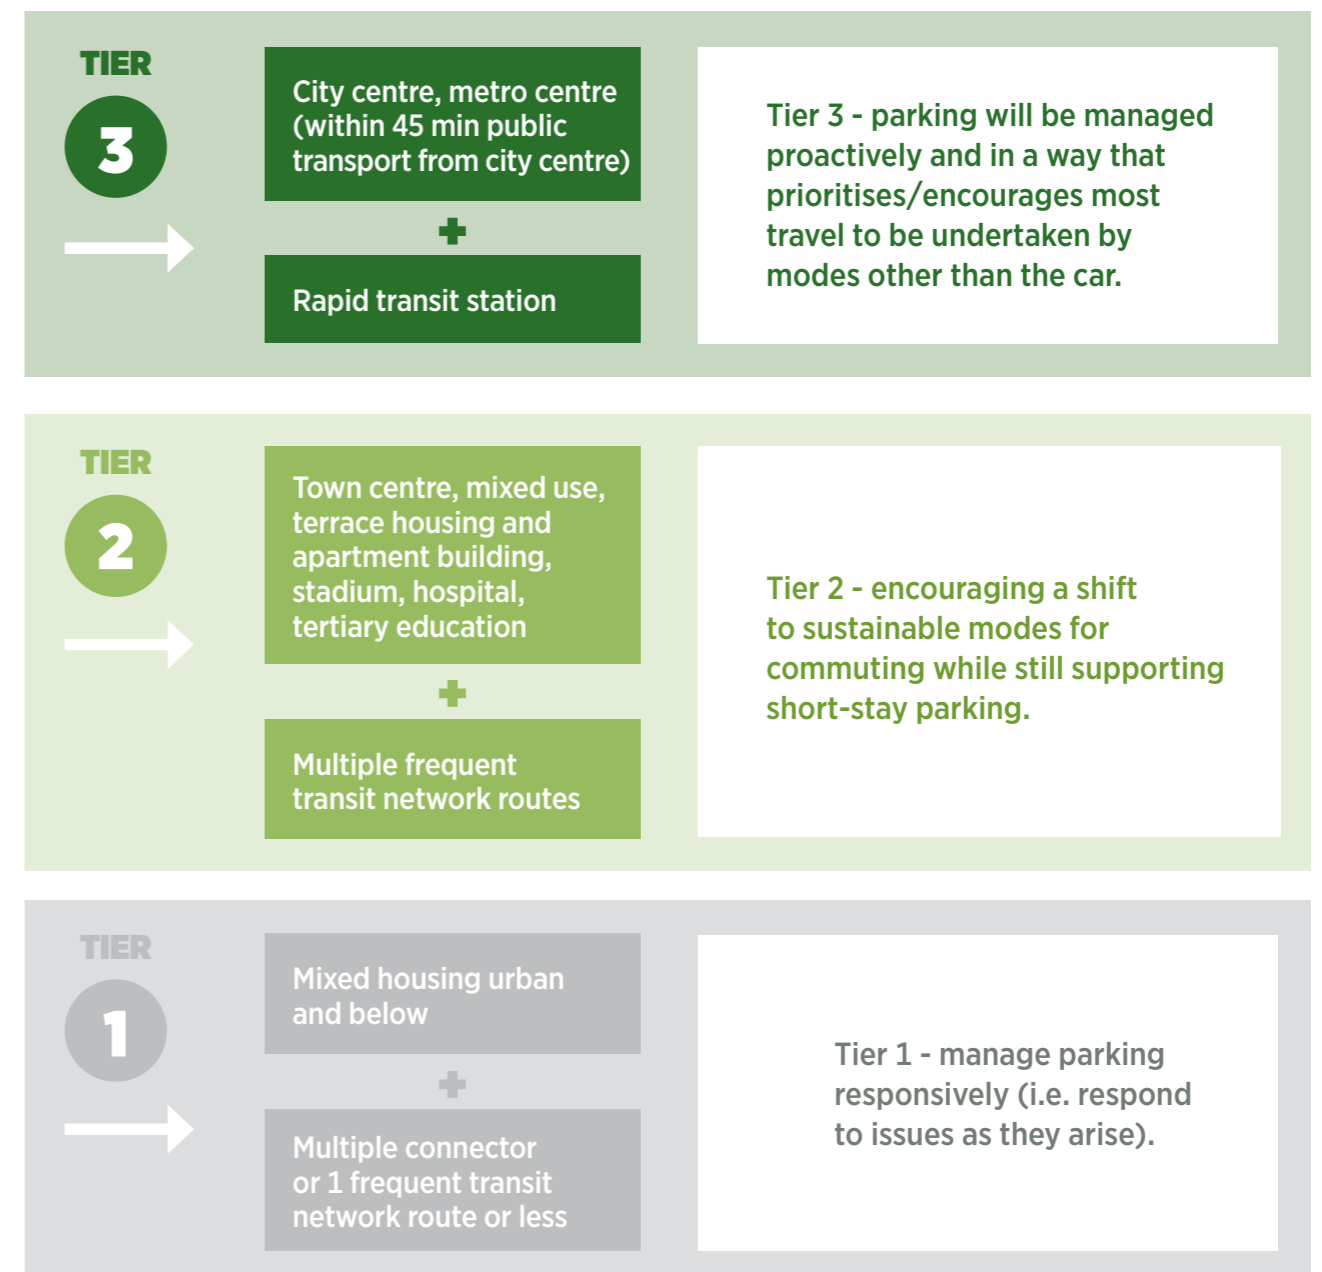 TIER
3
City centre, metro centre
(within 45 min public
transport from city centre)
+
Rapid transit station
Tier 3 - parking will be managed
proactively and in a way that
prioritises/encourages most
travel to be undertaken by
modes other than the car.
TIER
2
Town centre, mixed use,
terrace housing and
apartment building,
stadium, hospital,
tertiary education
+
Multiple frequent
transit network routes
Tier 2 - encouraging a shift
to sustainable modes for
commuting while still supporting
short-stay parking.
TIER
1
Mixed housing urban
and below
+
Multiple connector
or 1 frequent transit
network route or less
Tier 1 - manage parking
responsively (i.e. respond
to issues as they arise).